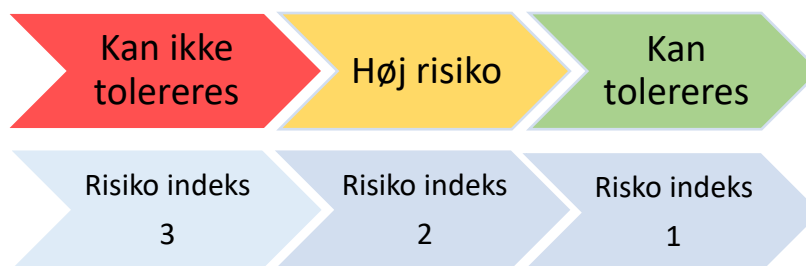 Kan ikke
tolereres
Høj risiko
Kan
tolereres
Risiko indeks
3
Risiko indeks
2
Risko indeks
1